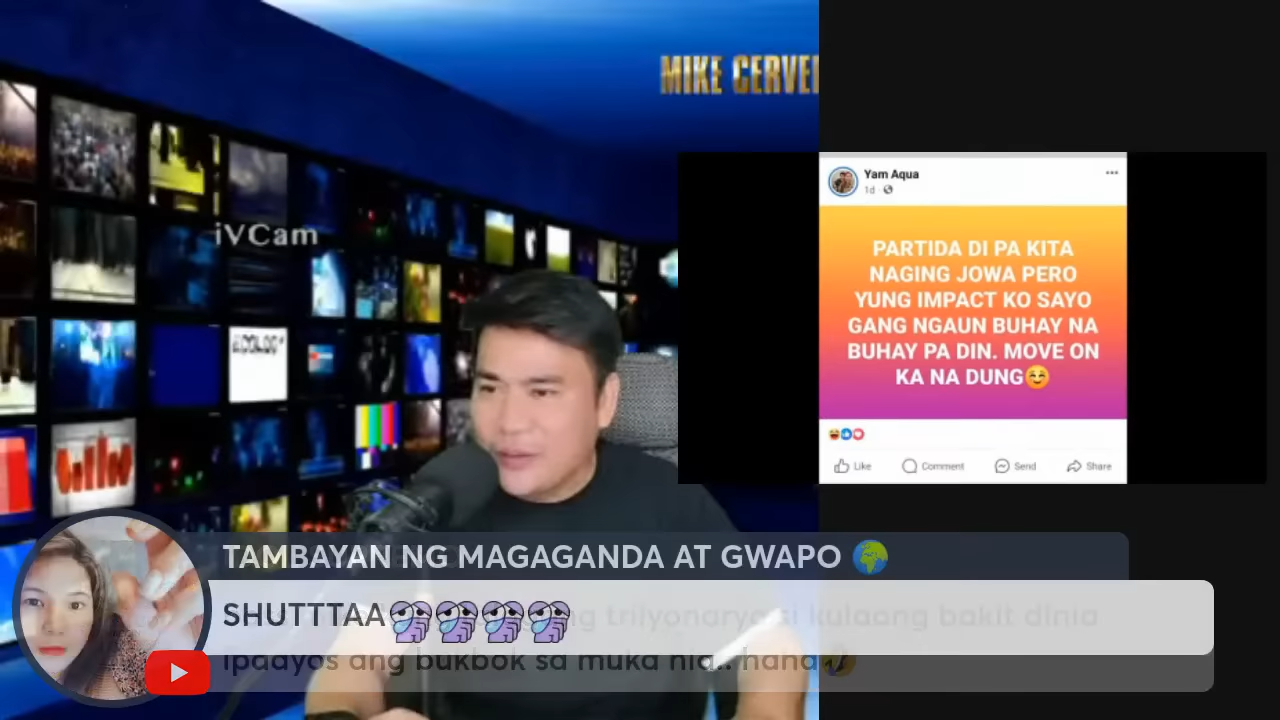 MIKE CERVE
iVCam
Yam Aqua
1d
PARTIDA DI PA KITA
NAGING JOWA PERO
YUNG IMPACT KO SAYO
GANG NGAUN BUHAY NA
BUHAY PA DIN. MOVE ON
KA NA DUNG☺️
Like
Comment
Send
Share
TAMBAYAN NG MAGAGANDA AT GWAPO 🌍
SHUTTTAA
ng triiyonaryo si kulaang bakit dinia
ipaayos ang bukbok sa muka nia.. haha🤣